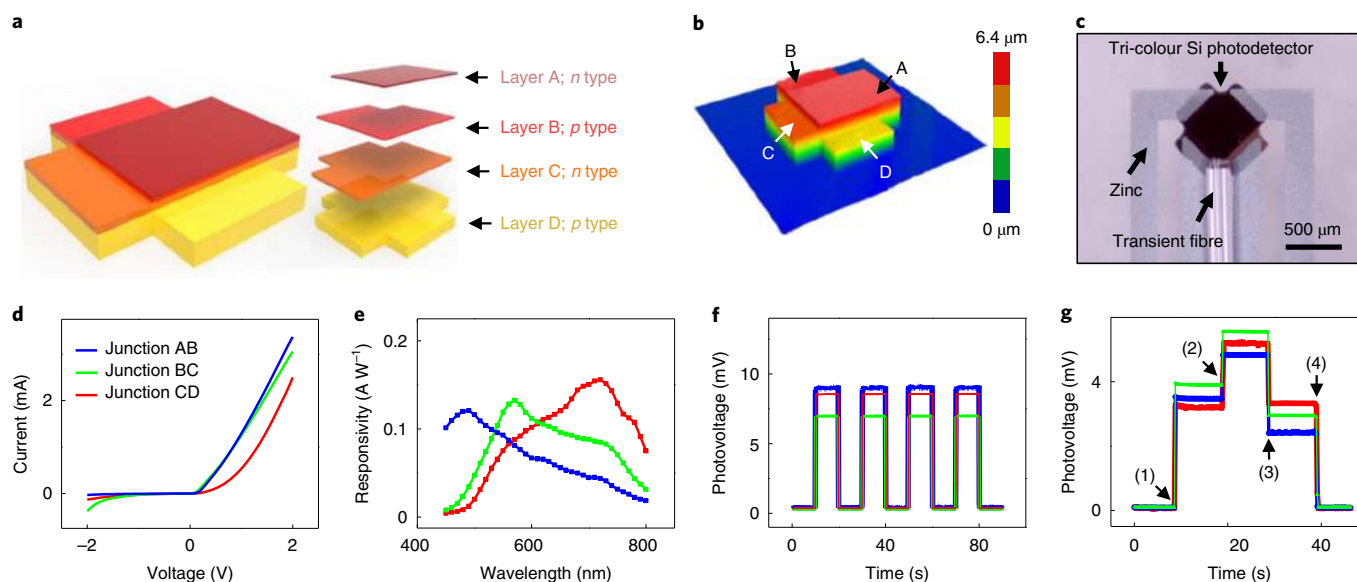 a
Layer A; n type
Layer B; p type
Layer C; n type
Layer D; p type
b
B
A
C
D
6.4 μm
0 μm
c
Tri-colour Si photodetector
Zinc
Transient fibre
500 μm
d
Junction AB
Junction BC
Junction CD
2
0
Current (mA)
−2 0 2
Voltage (V)
e
0.2
0.1
0
Responsivity (A W⁻¹)
400 600 800
Wavelength (nm)
f
15
10
5
0
Photovoltage (mV)
0 40 80
Time (s)
g
(2)
(4)
(1)
(3)
4
0
Photovoltage (mV)
0 20 40
Time (s)